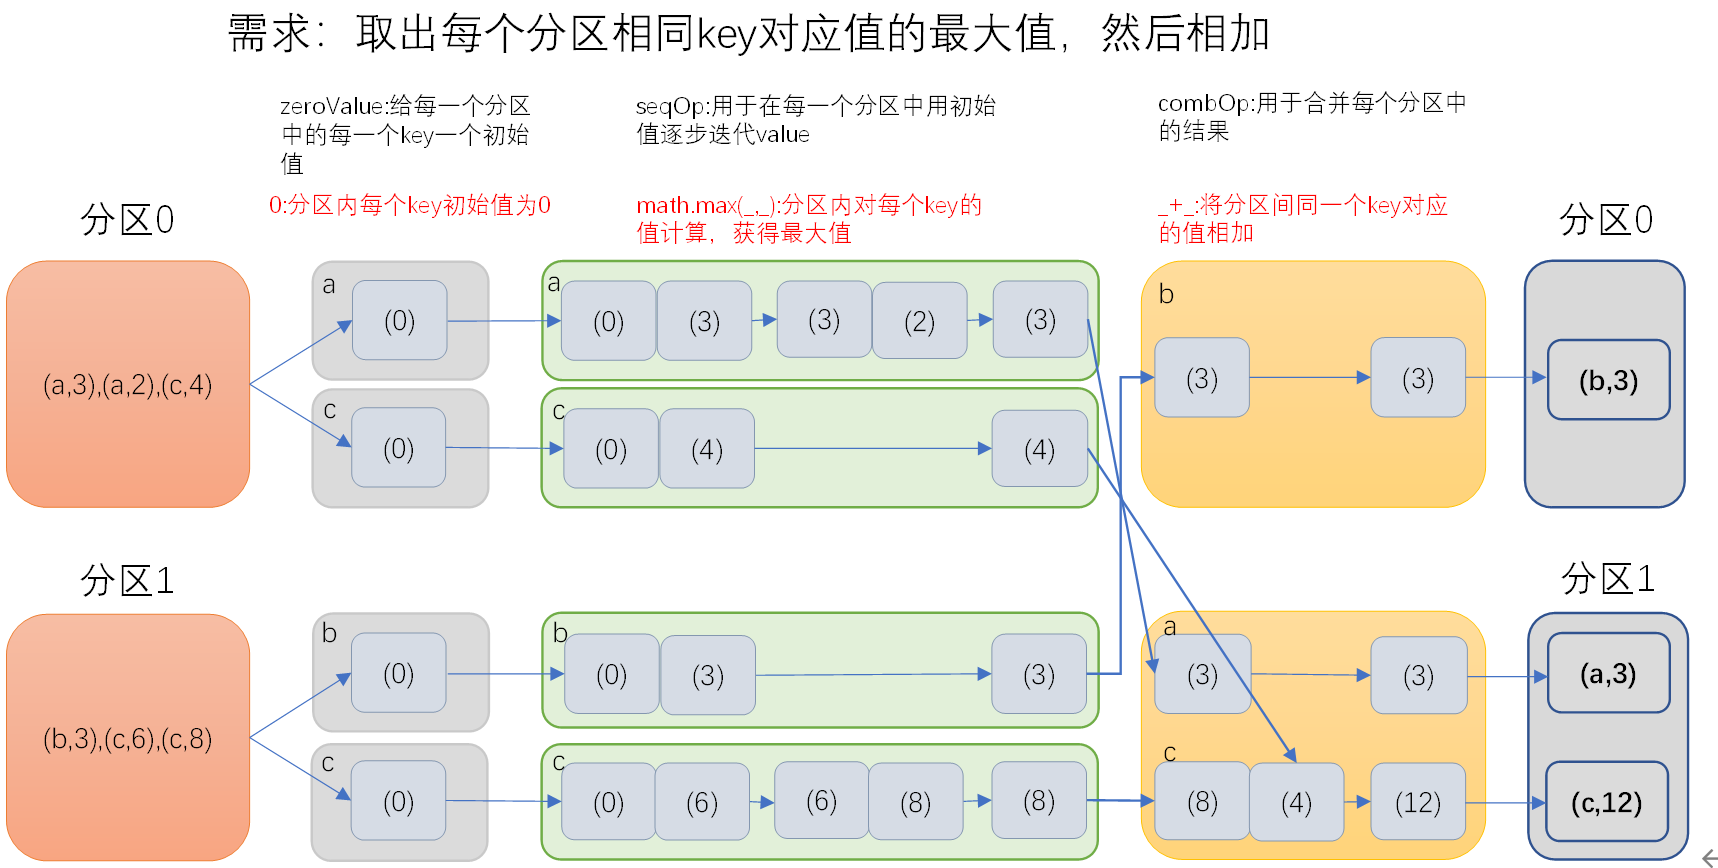 需求：取出每个分区相同key对应值的最大值，然后相加
zeroValue:给每一个分区
中的每一个key一个初始
值
seqOp:用于在每一个分区中用初始
值逐步迭代value
combOp:用于合并每个分区中
的结果
0:分区内每个key初始值为0
math.max(_,_):分区内对每个key的
值计算，获得最大值
_+_:将分区间同一个key对应
的值相加
分区0
分区0
(a,3),(a,2),(c,4)
a
(0)
a
(0)
(3)
(3)
(2)
(3)
c
(0)
c
(0)
(4)
(4)
b
(3)
(3)
(b,3)
分区1
分区1
(b,3),(c,6),(c,8)
b
(0)
b
(0)
(3)
(3)
a
(3)
(3)
(a,3)
c
(0)
c
(0)
(6)
(6)
(8)
(8)
c
(8)
(4)
(12)
(c,12)